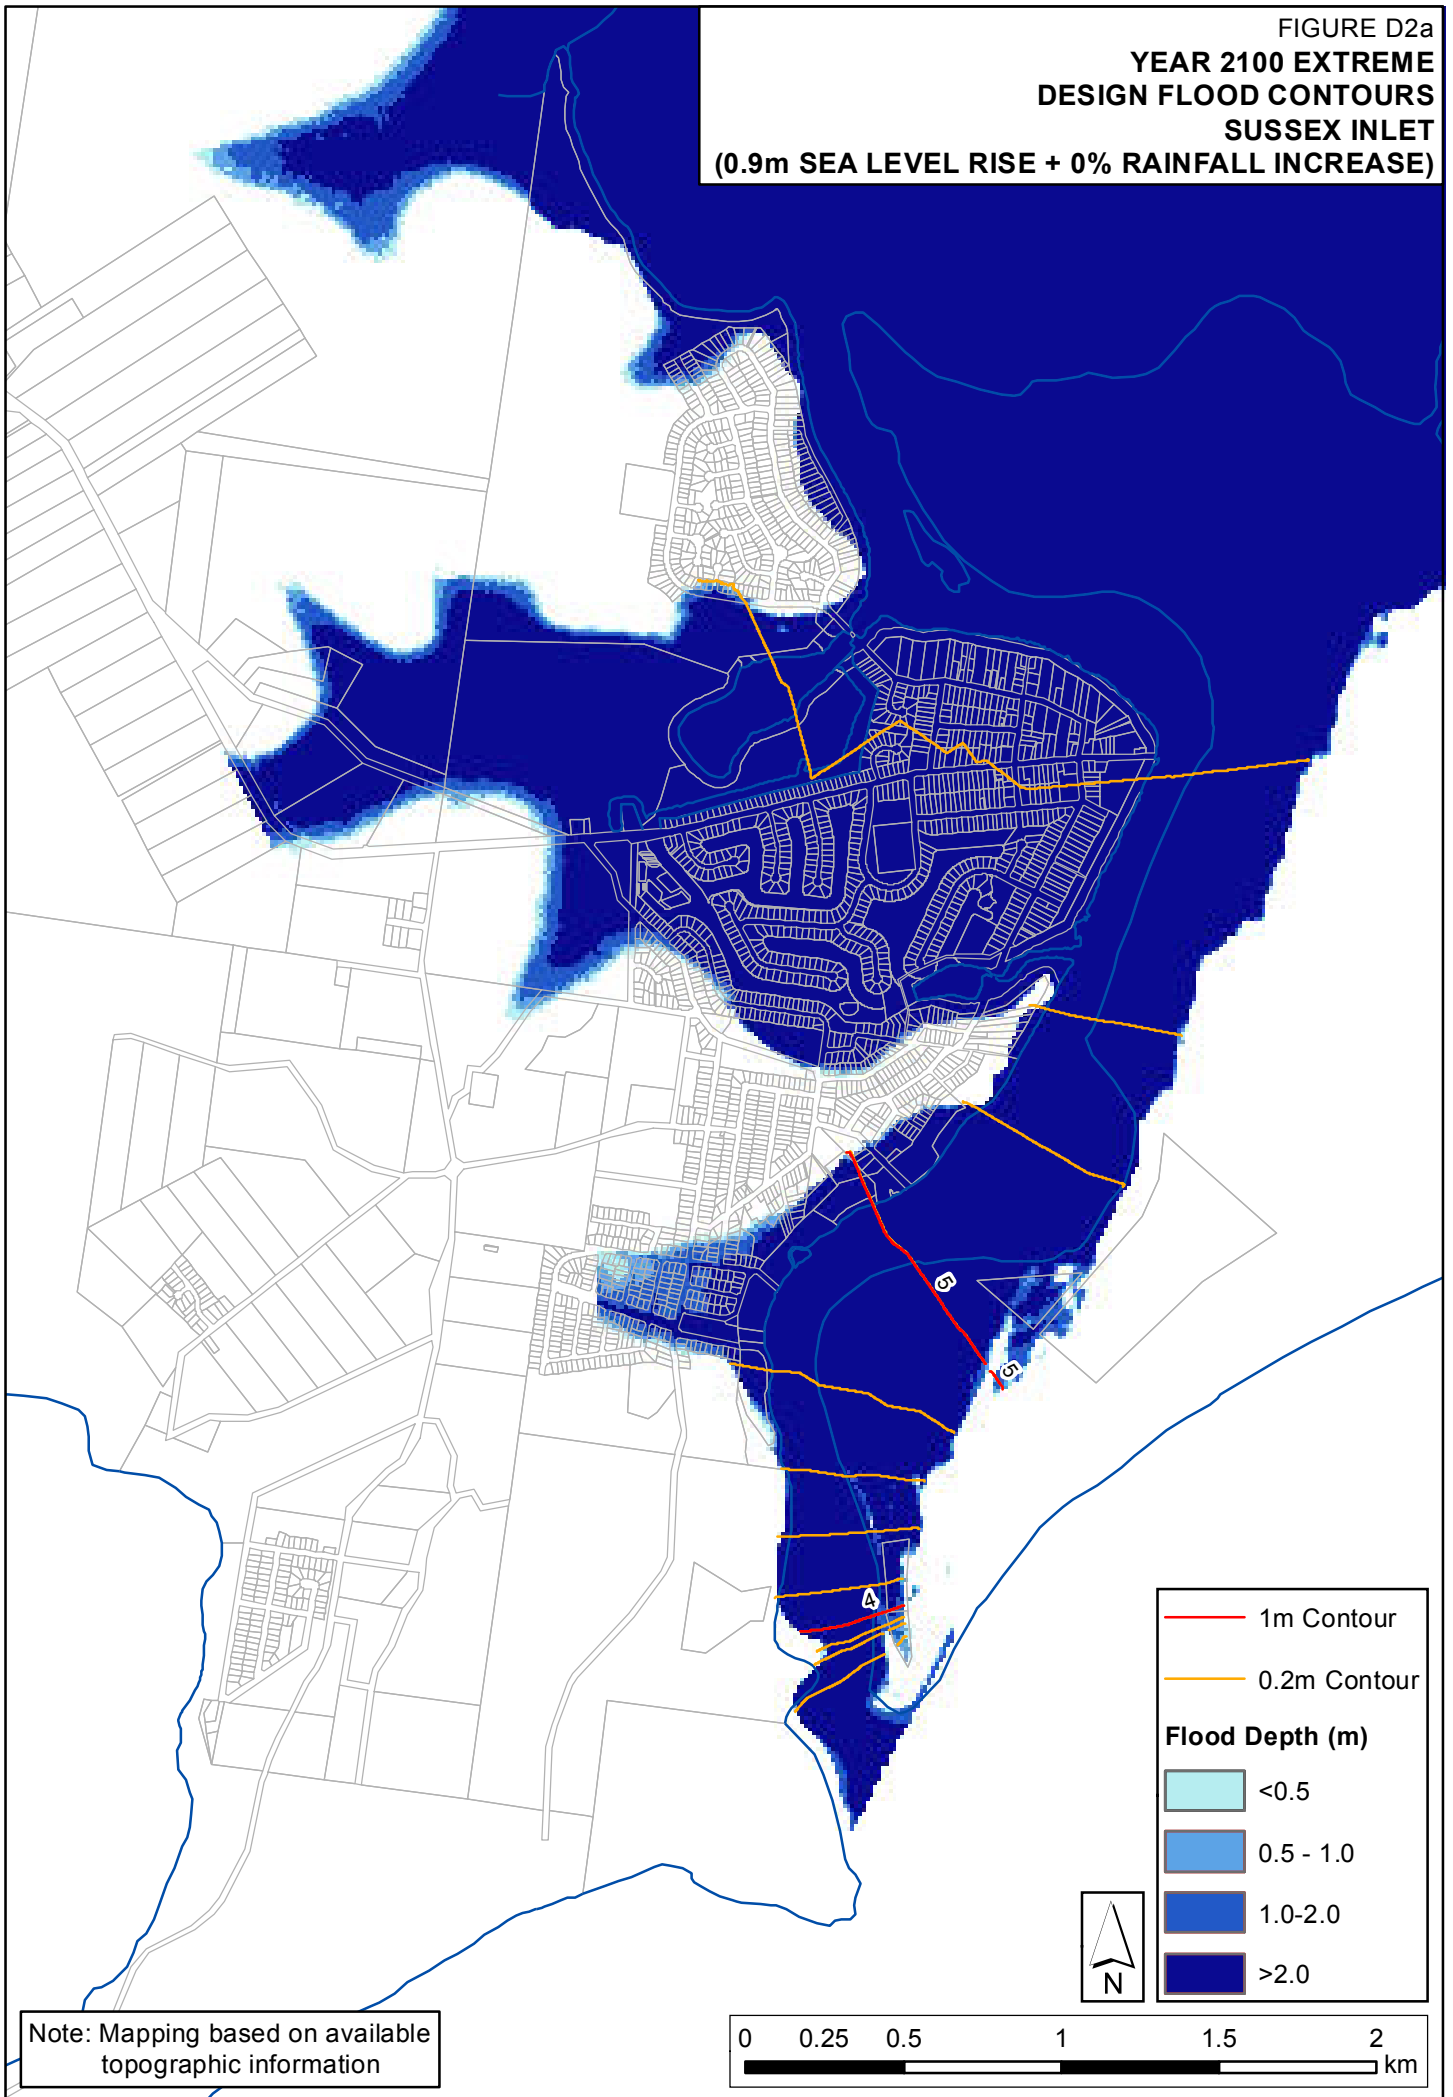 FIGURE D2a
YEAR 2100 EXTREME
DESIGN FLOOD CONTOURS
SUSSEX INLET
(0.9m SEA LEVEL RISE + 0% RAINFALL INCREASE)
5
5
4
1m Contour
0.2m Contour
Flood Depth (m)
<0.5
0.5 - 1.0
1.0-2.0
>2.0
N
Note: Mapping based on available
topographic information
0 0.25 0.5 1 1.5 2
km